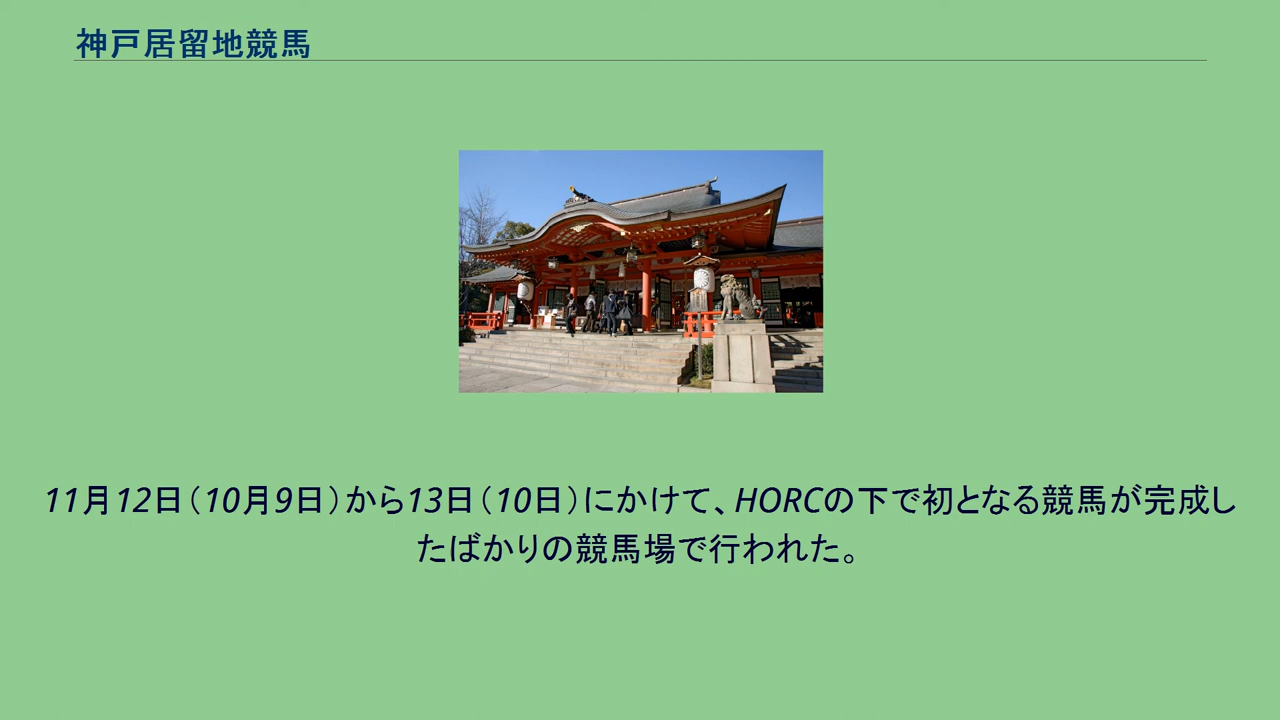 神戸居留地競馬
11月12日（10月9日）から13日（10日）にかけて、HORCの下で初となる競馬が完成し
たばかりの競馬場で行われた。